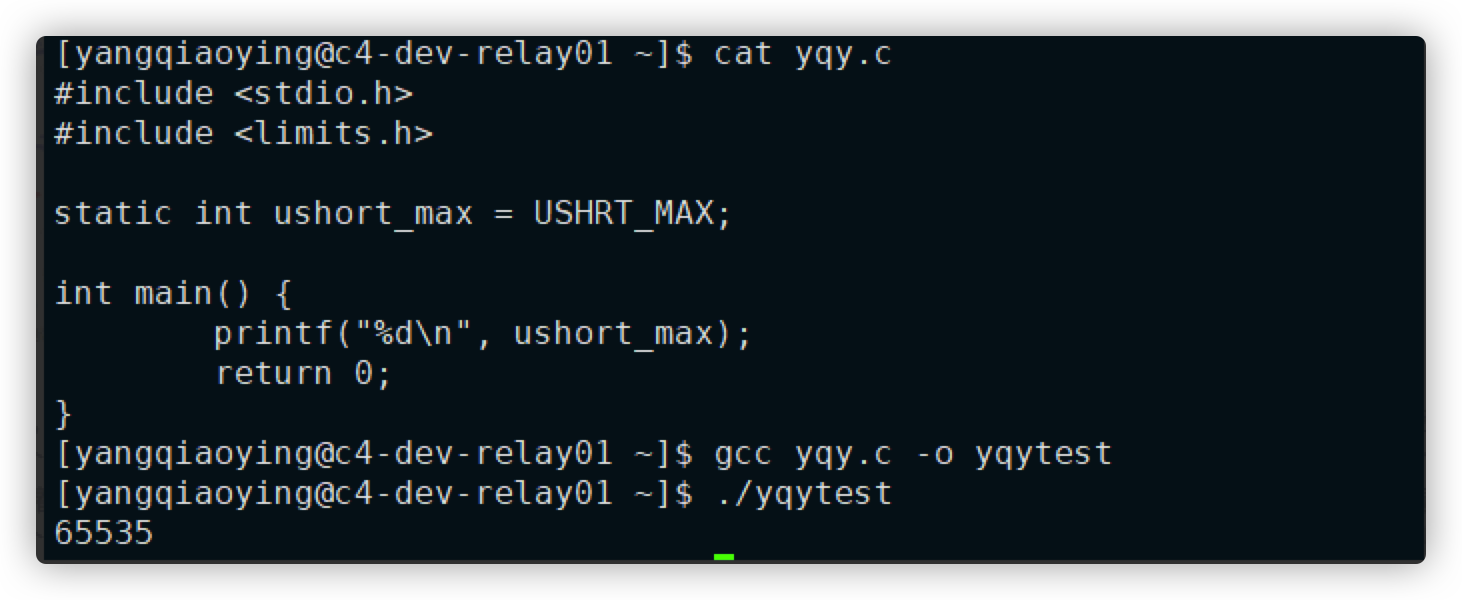 [yangqiaoying@c4-dev-relay01 ~]$ cat yqy.c
#include <stdio.h>
#include <limits.h>

static int ushort_max = USHRT_MAX;

int main() {
        printf("%d\n", ushort_max);
        return 0;
}
[yangqiaoying@c4-dev-relay01 ~]$ gcc yqy.c -o yqytest
[yangqiaoying@c4-dev-relay01 ~]$ ./yqytest
65535